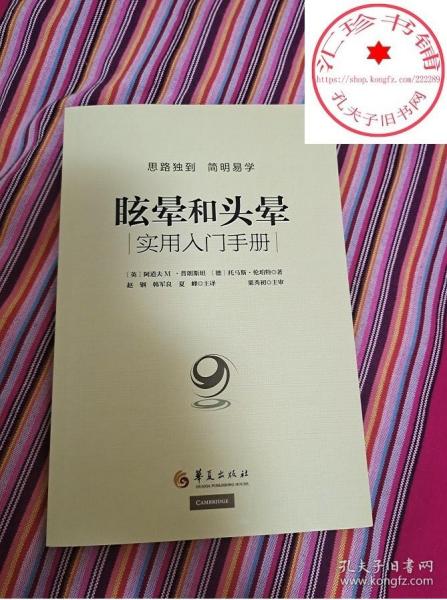 汇珍书铺
https://shop.kongfz.com/222289
孔夫子旧书网
思路独到 简明易学
眩晕和头晕
实用入门手册
[英]阿道夫M·普朗斯坦 [德]托马斯·伦珀特◎著
赵钢 韩军良 夏峰◎主译 粟秀初◎主审
华夏出版社
HUAXIA PUBLISHING HOUSE
CAMBRIDGE
孔夫子旧书网
www.kongfz.com